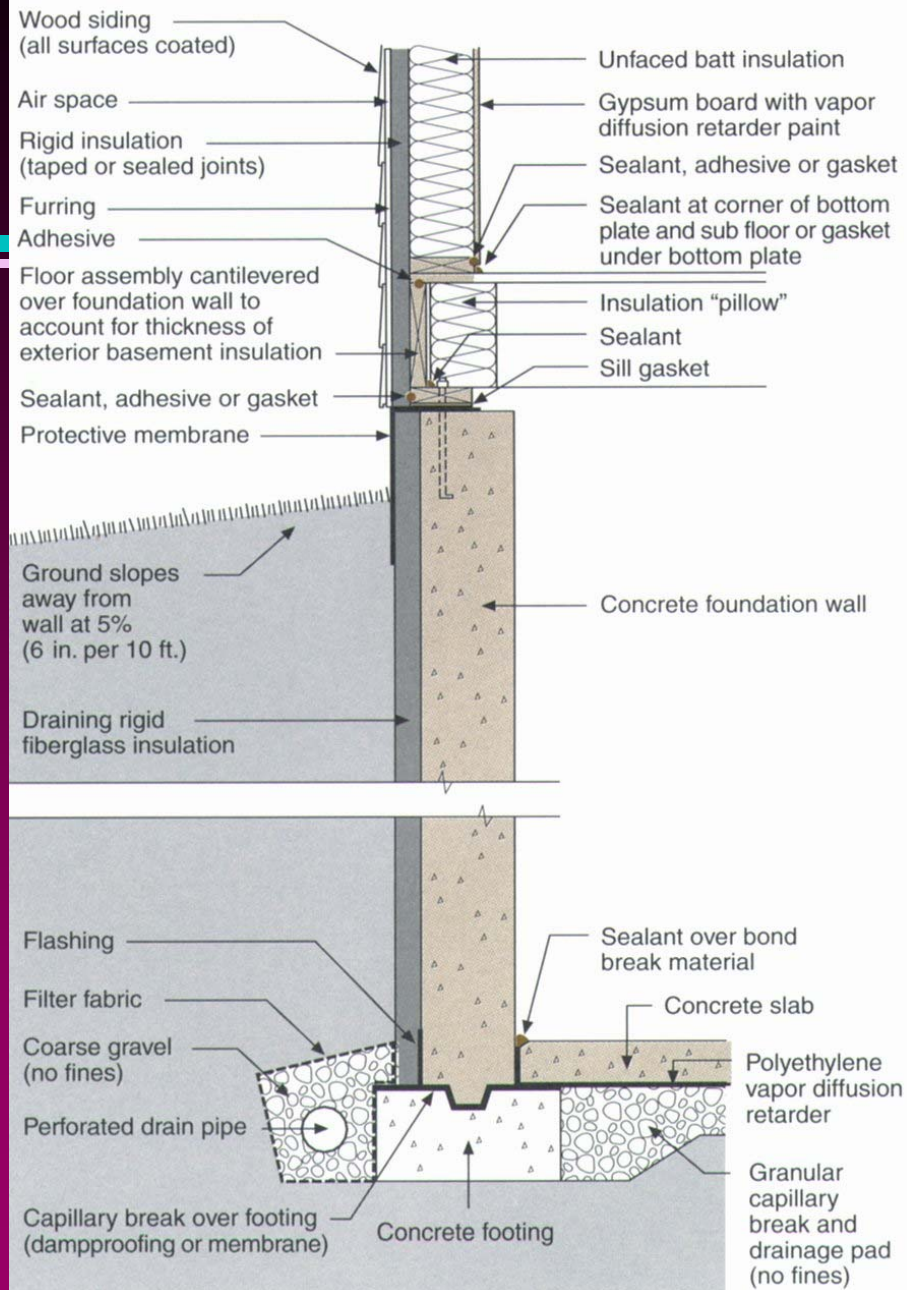 Wood siding
(all surfaces coated)
Air space
Rigid insulation
(taped or sealed joints)
Furring
Adhesive
Floor assembly cantilevered
over foundation wall to
account for thickness of
exterior basement insulation
Sealant, adhesive or gasket
Protective membrane
Ground slopes
away from
wall at 5%
(6 in. per 10 ft.)
Draining rigid
fiberglass insulation
Flashing
Filter fabric
Coarse gravel
(no fines)
Perforated drain pipe
Capillary break over footing
(dampproofing or membrane)
Unfaced batt insulation
Gypsum board with vapor
diffusion retarder paint
Sealant, adhesive or gasket
Sealant at corner of bottom
plate and sub floor or gasket
under bottom plate
Insulation “pillow”
Sealant
Sill gasket
Concrete foundation wall
Sealant over bond
break material
Concrete slab
Polyethylene
vapor diffusion
retarder
Granular
capillary
break and
drainage pad
(no fines)
Concrete footing